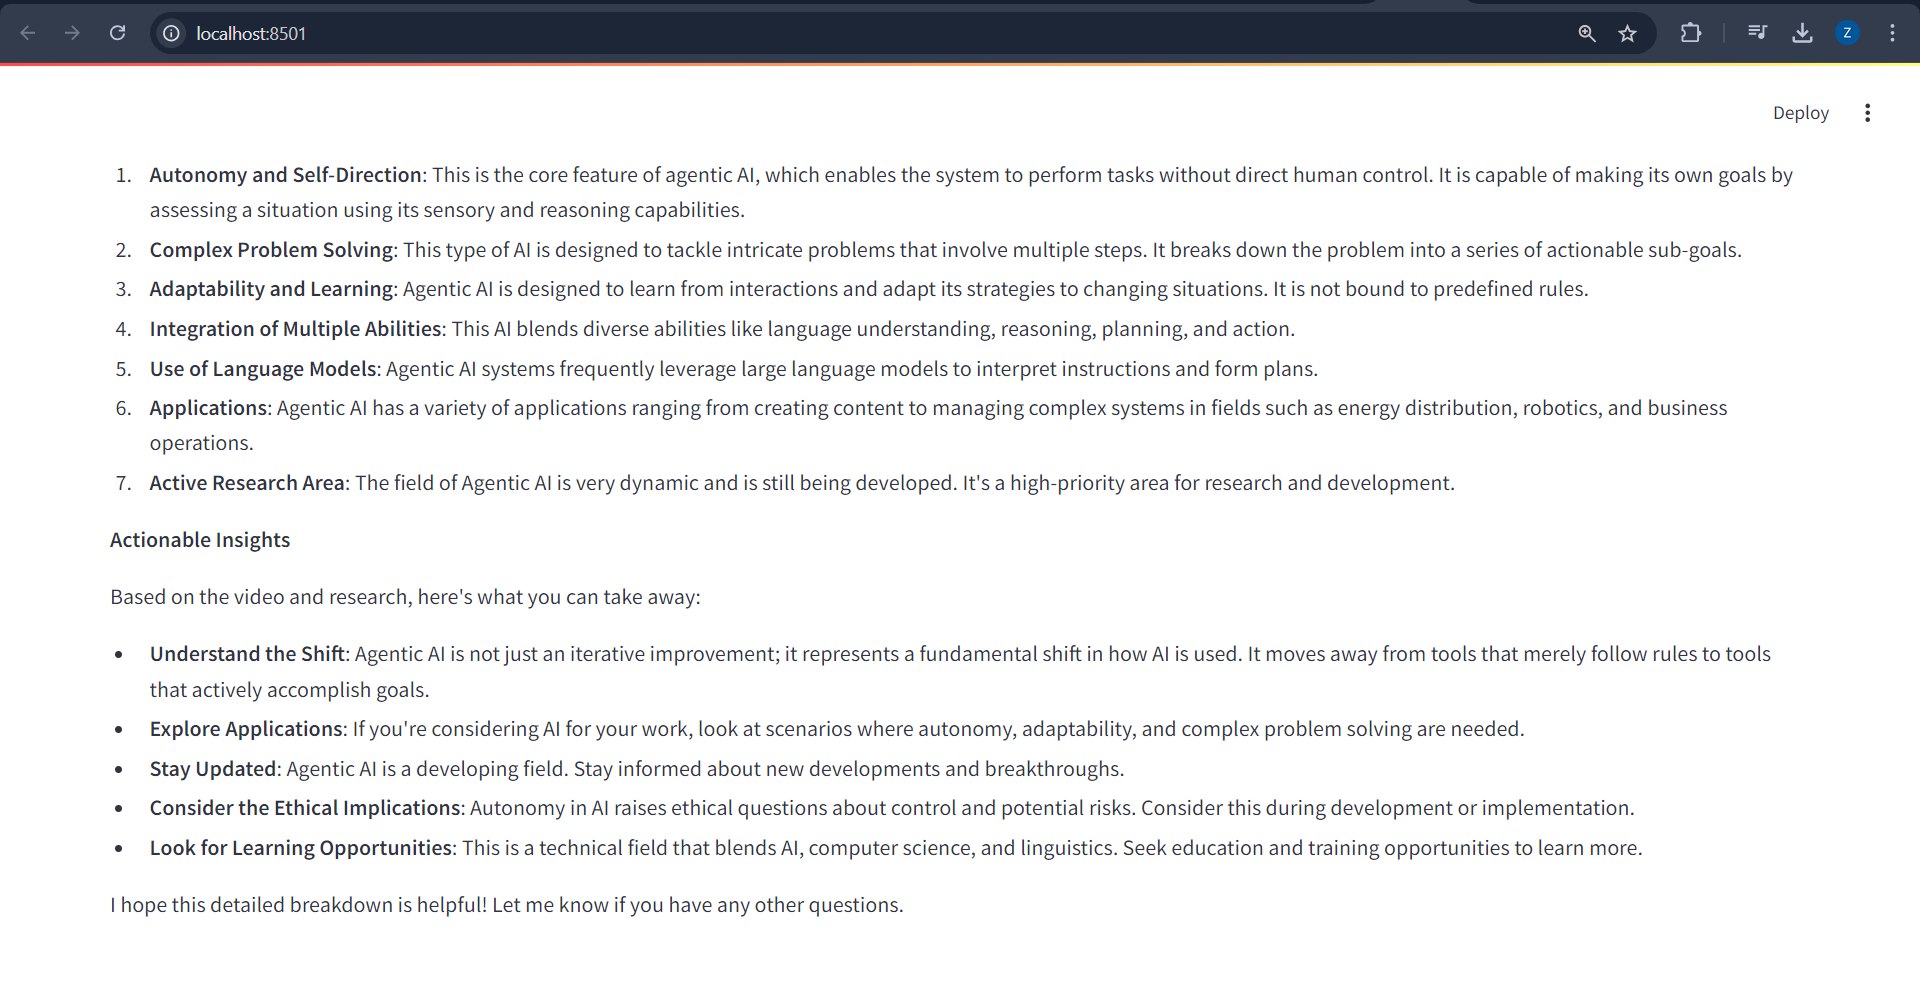 localhost:8501
Z
Deploy
1. Autonomy and Self-Direction: This is the core feature of agentic AI, which enables the system to perform tasks without direct human control. It is capable of making its own goals by
assessing a situation using its sensory and reasoning capabilities.
2. Complex Problem Solving: This type of AI is designed to tackle intricate problems that involve multiple steps. It breaks down the problem into a series of actionable sub-goals.
3. Adaptability and Learning: Agentic AI is designed to learn from interactions and adapt its strategies to changing situations. It is not bound to predefined rules.
4. Integration of Multiple Abilities: This AI blends diverse abilities like language understanding, reasoning, planning, and action.
5. Use of Language Models: Agentic AI systems frequently leverage large language models to interpret instructions and form plans.
6. Applications: Agentic AI has a variety of applications ranging from creating content to managing complex systems in fields such as energy distribution, robotics, and business
operations.
7. Active Research Area: The field of Agentic AI is very dynamic and is still being developed. It's a high-priority area for research and development.
Actionable Insights
Based on the video and research, here's what you can take away:
• Understand the Shift: Agentic AI is not just an iterative improvement; it represents a fundamental shift in how AI is used. It moves away from tools that merely follow rules to tools
that actively accomplish goals.
• Explore Applications: If you're considering AI for your work, look at scenarios where autonomy, adaptability, and complex problem solving are needed.
• Stay Updated: Agentic AI is a developing field. Stay informed about new developments and breakthroughs.
• Consider the Ethical Implications: Autonomy in AI raises ethical questions about control and potential risks. Consider this during development or implementation.
• Look for Learning Opportunities: This is a technical field that blends AI, computer science, and linguistics. Seek education and training opportunities to learn more.
I hope this detailed breakdown is helpful! Let me know if you have any other questions.